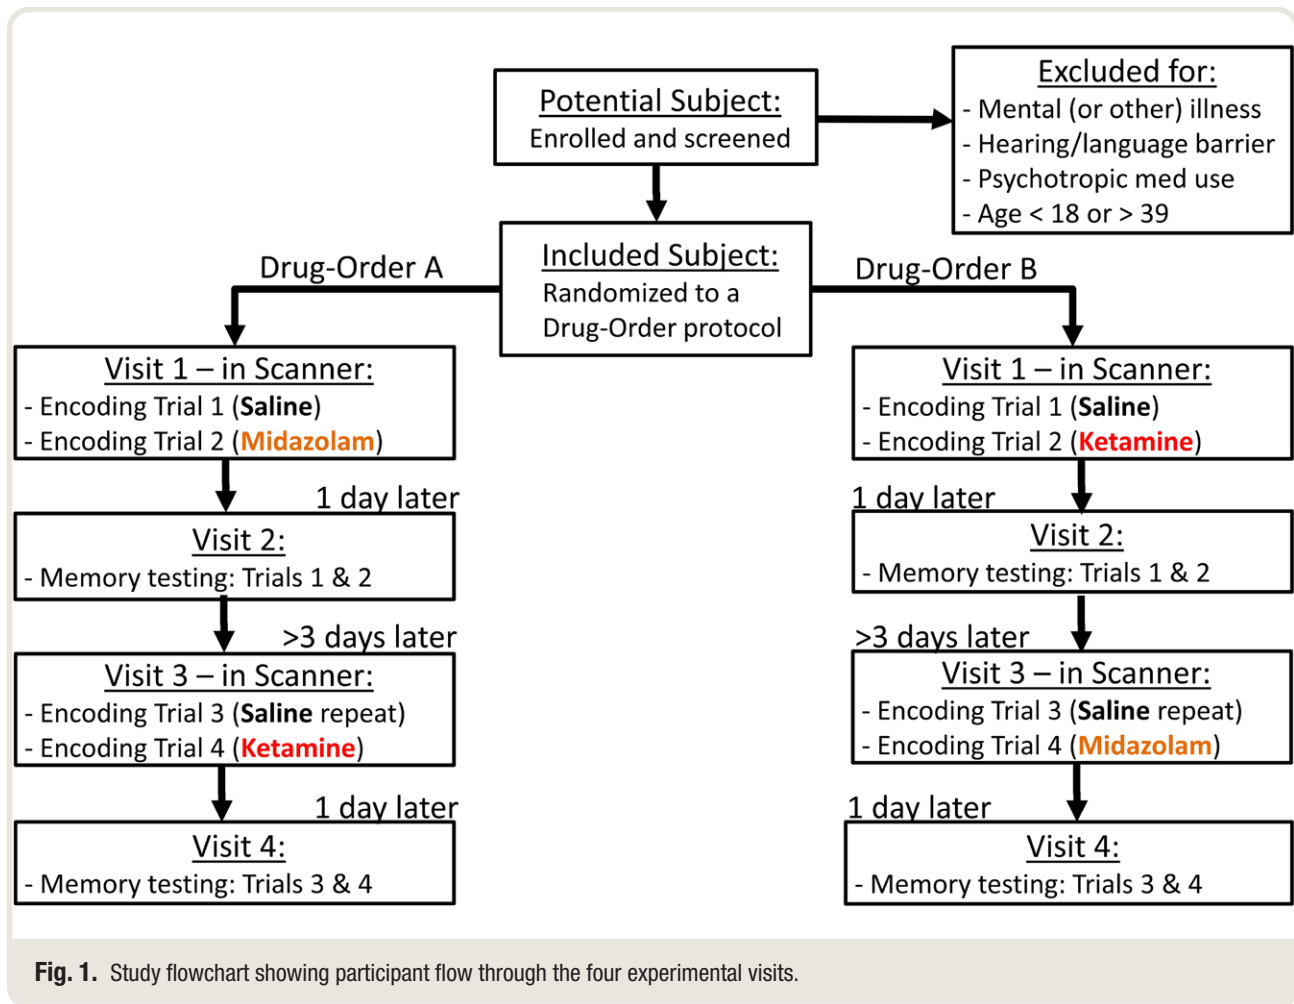 Potential Subject:
Enrolled and screened
Excluded for:
- Mental (or other) illness
- Hearing/language barrier
- Psychotropic med use
- Age < 18 or > 39
Included Subject:
Randomized to a
Drug-Order protocol
Drug-Order A
Visit 1 – in Scanner:
- Encoding Trial 1 (Saline)
- Encoding Trial 2 (Midazolam)
1 day later
Visit 2:
- Memory testing: Trials 1 & 2
>3 days later
Visit 3 – in Scanner:
- Encoding Trial 3 (Saline repeat)
- Encoding Trial 4 (Ketamine)
1 day later
Visit 4:
- Memory testing: Trials 3 & 4
Drug-Order B
Visit 1 – in Scanner:
- Encoding Trial 1 (Saline)
- Encoding Trial 2 (Ketamine)
1 day later
Visit 2:
- Memory testing: Trials 1 & 2
>3 days later
Visit 3 – in Scanner:
- Encoding Trial 3 (Saline repeat)
- Encoding Trial 4 (Midazolam)
1 day later
Visit 4:
- Memory testing: Trials 3 & 4
Fig. 1. Study flowchart showing participant flow through the four experimental visits.